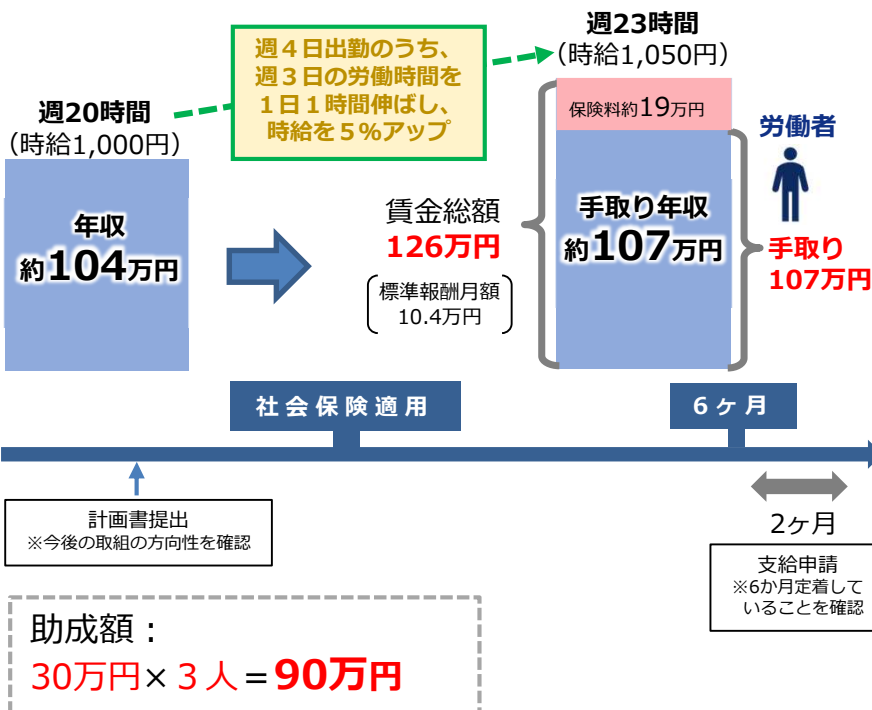 週20時間
（時給1,000円）
年収
約104万円
週４日出勤のうち、
週３日の労働時間を
１日１時間伸ばし、
時給を５％アップ
週23時間
（時給1,050円）
賃金総額
126万円
標準報酬月額
10.4万円
保険料約19万円
手取り年収
約107万円
労働者
手取り
107万円
社会保険適用
６ヶ月
計画書提出
※今後の取組の方向性を確認
2ヶ月
支給申請
※6か月定着して
いることを確認
助成額：
30万円×３人＝90万円